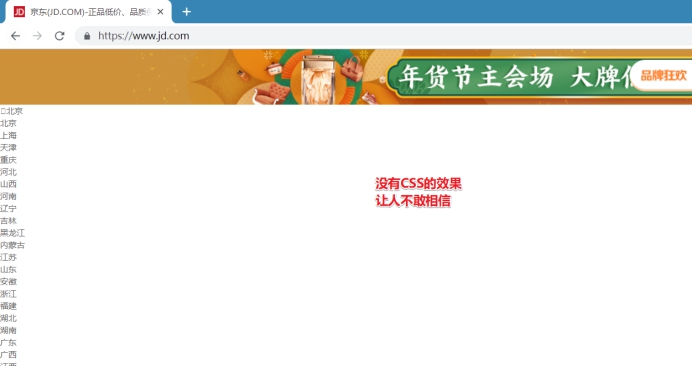 JD 京东(JD.COM)-正品低价、品质
https://www.jd.com
年货节主会场 大牌
品牌狂欢
北京
北京
上海
天津
重庆
河北
山西
河南
辽宁
吉林
黑龙江
内蒙古
江苏
山东
安徽
浙江
福建
湖北
湖南
广东
广西
江西
没有CSS的效果
让人不敢相信